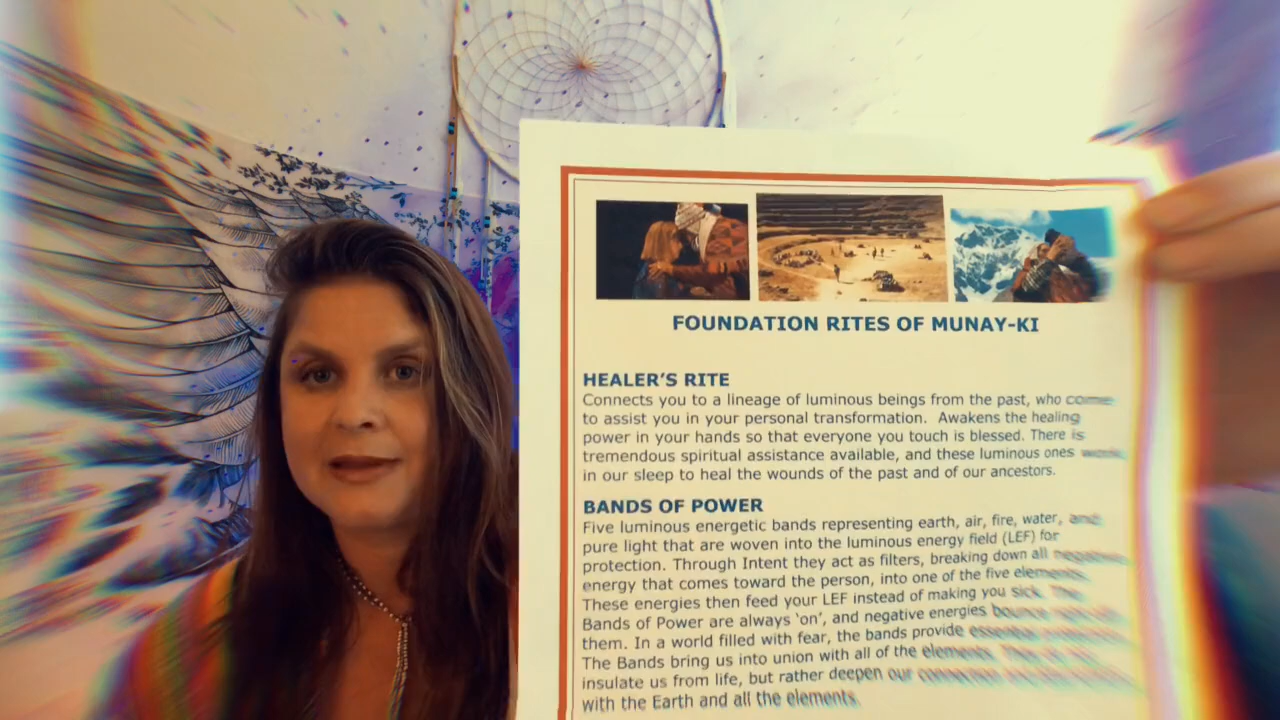 FOUNDATION RITES OF MUNAY-KI
HEALER'S RITE
Connects you to a lineage of luminous beings from the past, who come
to assist you in your personal transformation. Awakens the healing
power in your hands so that everyone you touch is blessed. There is
tremendous spiritual assistance available, and these luminous ones work
in our sleep to heal the wounds of the past and of our ancestors.
BANDS OF POWER
Five luminous energetic bands representing earth, air, fire, water, and
pure light that are woven into the luminous energy field (LEF) for
protection. Through Intent they act as filters, breaking down all negative
energy that comes toward the person, into one of the five elements.
These energies then feed your LEF instead of making you sick. The
Bands of Power are always 'on', and negative energies bounce
them. In a world filled with fear, the bands provide essential
The Bands bring us into union with all of the elements.
insulate us from life, but rather deepen our connection
with the Earth and all the elements.